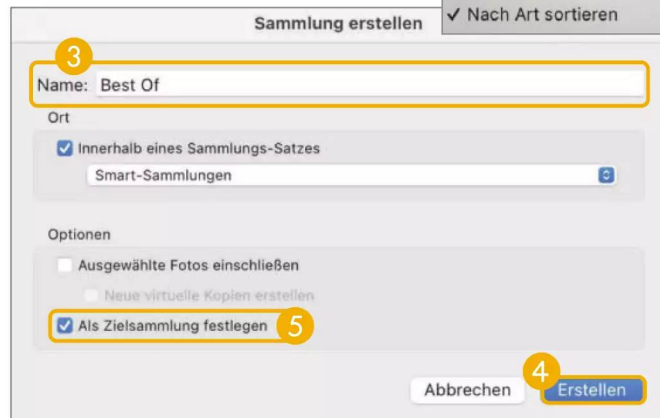 ✓ Nach Art sortieren
Sammlung erstellen
3
Name: Best Of
Ort
Innerhalb eines Sammlungs-Satzes
Smart-Sammlungen
Optionen
Ausgewählte Fotos einschließen
Neue virtuelle Kopien erstellen
Als Zielsammlung festlegen 5
4
Abbrechen Erstellen